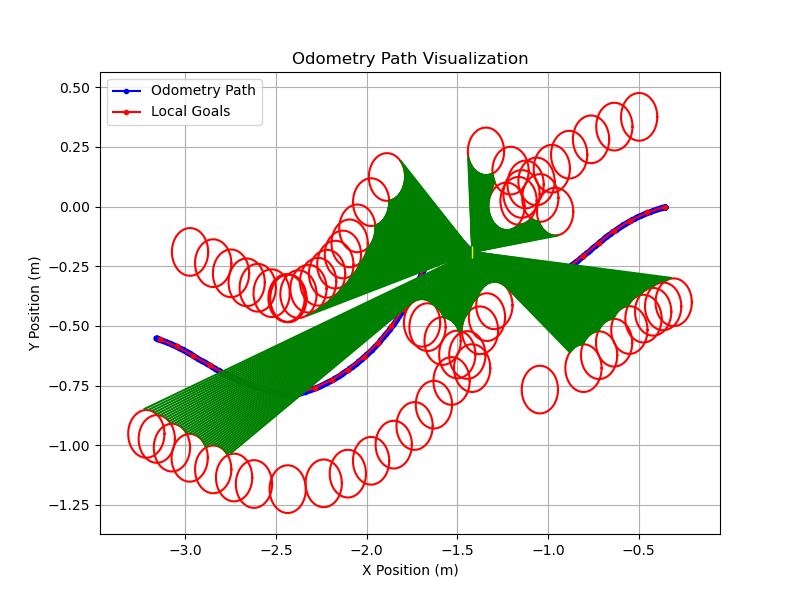 Odometry Path Visualization
Odometry Path
Local Goals
Y Position (m)
0.50
0.25
0.00
−0.25
−0.50
−0.75
−1.00
−1.25
−3.0 −2.5 −2.0 −1.5 −1.0 −0.5
X Position (m)